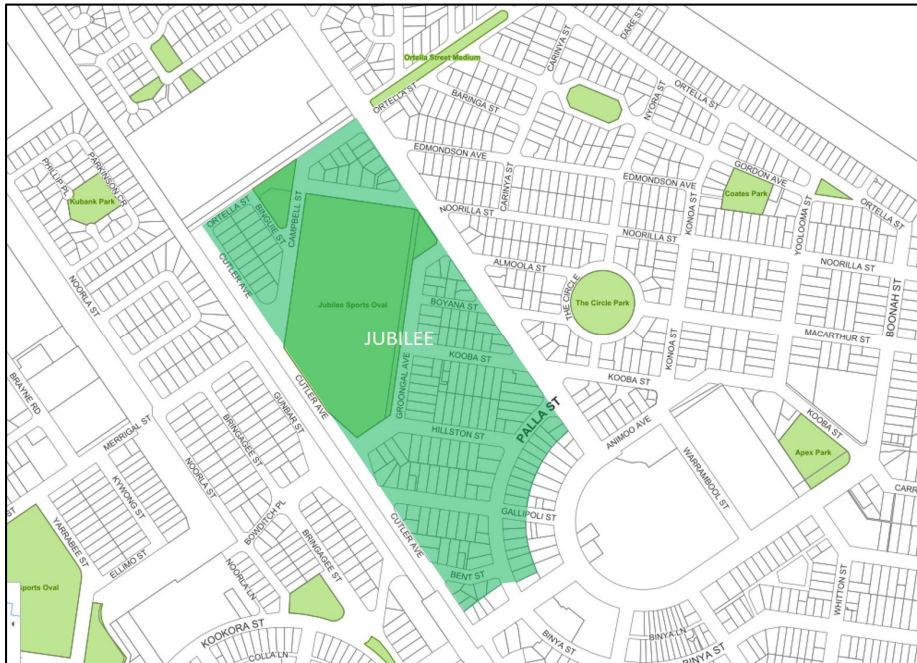 Ortella Street Medium
CARINYA ST
DARE ST
ORTELLA ST
BARINGA ST
NYORA ST
ORTELLA ST
EDMONDSON AVE
GORDON AVE
EDMONDSON AVE
Coates Park
CARINYA ST
KONOA ST
YOOLOOMA ST
ORTELLA ST
PHILLIP PL
PARKINSON CR
Kubank Park
ORTELLA ST
BINGUIE ST
CAMPBELL ST
NOORILLA ST
NOORILLA ST
NOORILLA ST
CUTLER AVE
ALMOOLA ST
BOONAH ST
NOORLA ST
Jubilee Sports Oval
BOYANA ST
THE CIRCLE
The Circle Park
JUBILEE
MACARTHUR ST
KOOBA ST
KONOA ST
GROONGAL AVE
KOOBA ST
BRAYNE RD
CUTLER AVE
GUNBAR ST
PALLA ST
KOOBA ST
MERRIGAL ST
BRINGAGEE ST
HILLSTON ST
ANIMOO AVE
Apex Park
NOORLA ST
WARRAMBOOL ST
KYWONG ST
CARR
BOWDITCH PL
GALLIPOLI ST
YARRABEE ST
CUTLER AVE
ELLIMO ST
BRINGAGEE ST
NOORLA LN
BENT ST
Sports Oval
WHITTON ST
KOOKORA ST
BINYA ST
BINYA LN
COLLA LN
BINYA ST